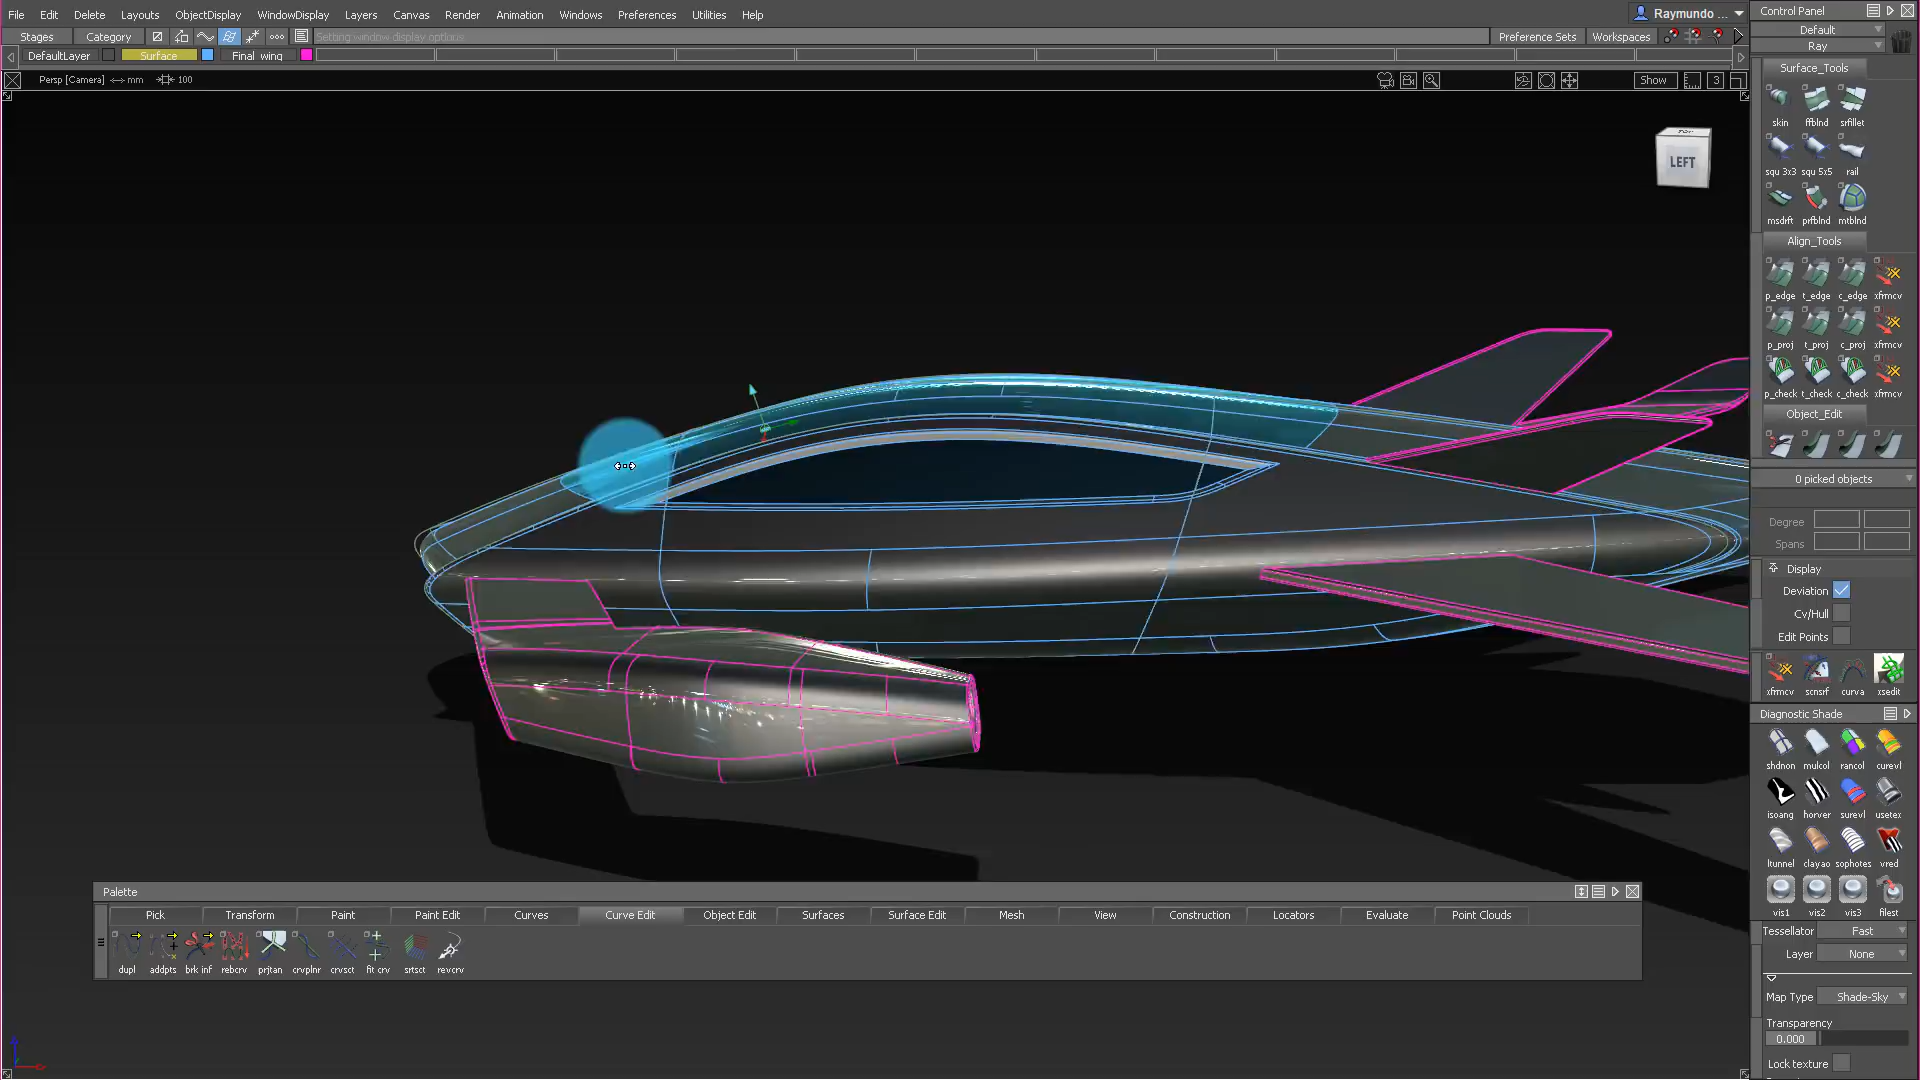 File Edit Delete Layouts ObjectDisplay WindowDisplay Layers Canvas Render Animation Windows Preferences Utilities Help
Raymundo ...
Stages Category Setting window display options Preference Sets Workspaces
DefaultLayer Surface Final_wing
Persp [Camera] mm 100 Show 3
TOP
LEFT
Control Panel
Default
Ray
Surface_Tools
skin ffblnd srfillet
squ 3x3 squ 5x5 rail
msdrft prfblnd mtblnd
Align_Tools
p_edge t_edge c_edge xfrmcv
p_proj t_proj c_proj xfrmcv
p_check t_check c_check xfrmcv
Object_Edit
0 picked objects
Degree
Spans
Display
Deviation
Cv/Hull
Edit Points
xfrmcv scnsrf curva xsedit
Diagnostic Shade
shdnon mulcol rancol curevl
isoang horver surevl usetex
ltunnel clayao sophotes vred
vis1 vis2 vis3 filest
Tessellator Fast
Layer None
Map Type Shade-Sky
Transparency
0.000
Lock texture
Palette
Pick Transform Paint Paint Edit Curves Curve Edit Object Edit Surfaces Surface Edit Mesh View Construction Locators Evaluate Point Clouds
dupl addpts brk inf rebcrv prjtan crvplnr crvsct fit crv srtsct revcrv